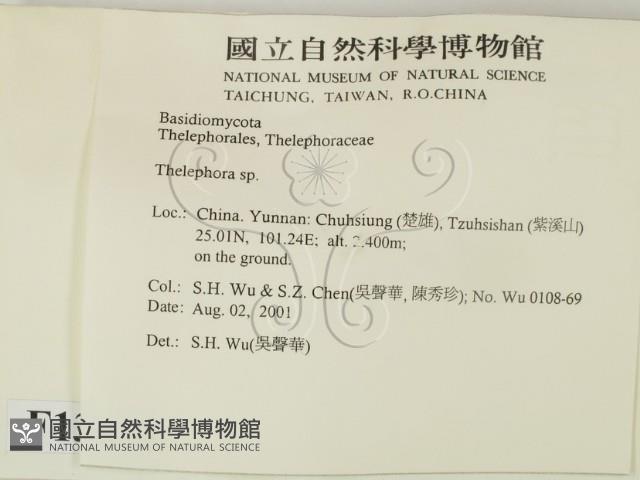 國立自然科學博物館
NATIONAL MUSEUM OF NATURAL SCIENCE
TAICHUNG, TAIWAN, R.O.CHINA
Basidiomycota
Thelephorales, Thelephoraceae
Thelephora sp.
Loc.: China. Yunnan: Chuhsiung (楚雄), Tzuhsishan (紫溪山)
25.01N, 101.24E; alt. 2.400m;
on the ground.
Col.: S.H. Wu & S.Z. Chen(吳聲華, 陳秀珍); No. Wu 0108-69
Date: Aug. 02, 2001
Det.: S.H. Wu(吳聲華)
國立自然科學博物館
NATIONAL MUSEUM OF NATURAL SCIENCE